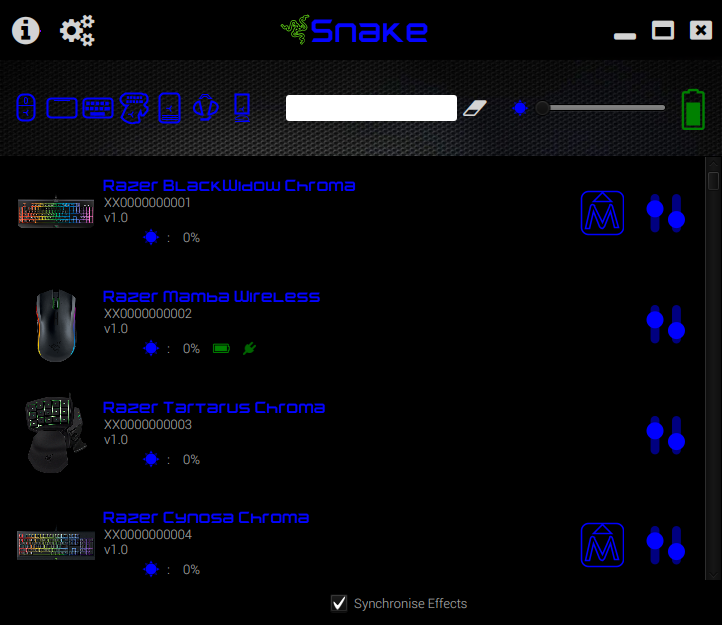 Snake
Razer BlackWidow Chroma
XX0000000001
v1.0
: 0%
Razer Mamba Wireless
XX0000000002
v1.0
: 0%
Razer Tartarus Chroma
XX0000000003
v1.0
: 0%
Razer Cynosa Chroma
XX0000000004
v1.0
: 0%
Synchronise Effects